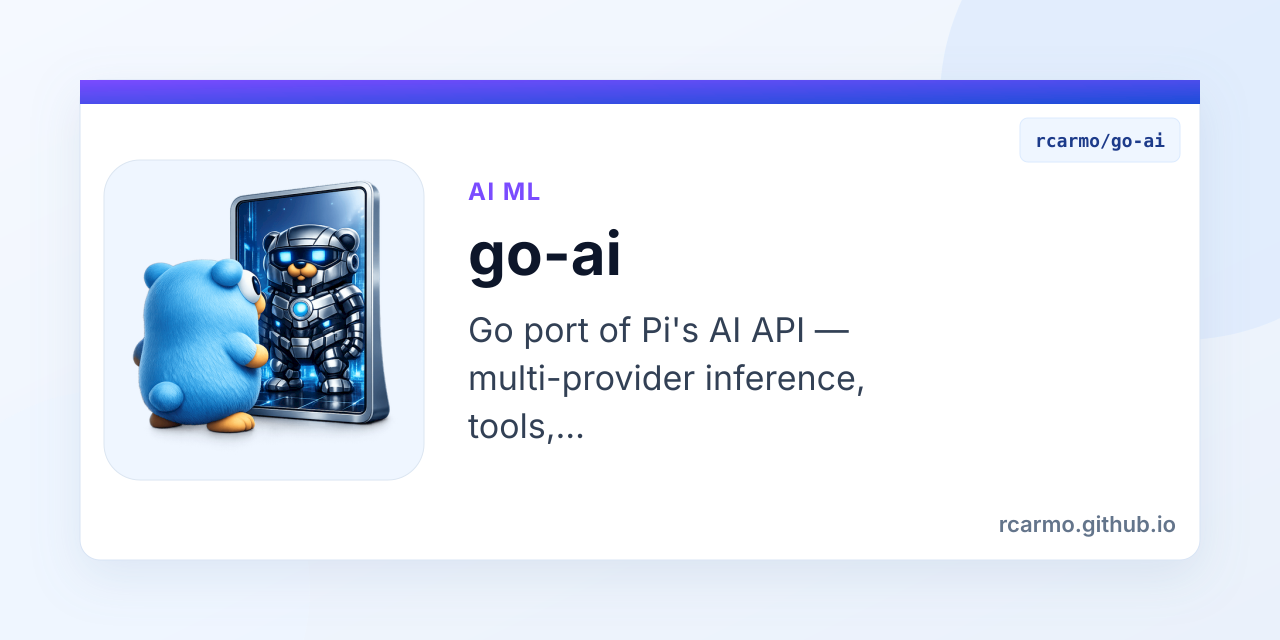 rcarmo/go-ai
AI ML
go-ai
Go port of Pi's AI API —
multi-provider inference,
tools,...
rcarmo.github.io